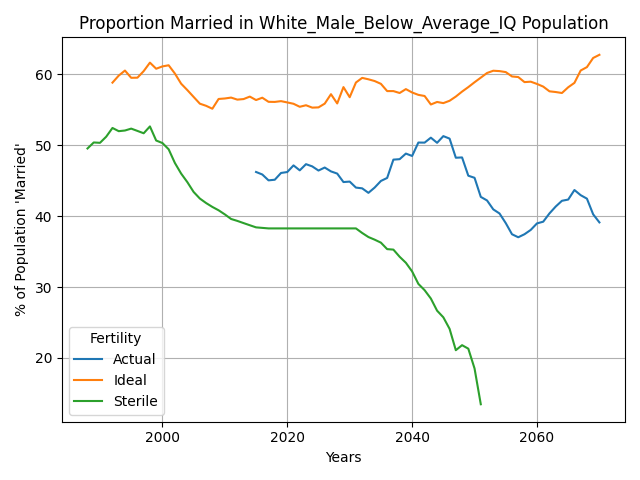 Proportion Married in White_Male_Below_Average_IQ Population
% of Population 'Married'
60
50
40
30
20
Fertility
Actual
Ideal
Sterile
2000 2020 2040 2060
Years